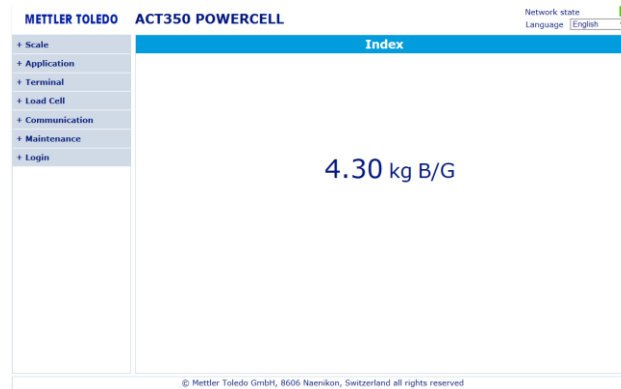 METTLER TOLEDO ACT350 POWERCELL
Network state
Language English
+ Scale
+ Application
+ Terminal
+ Load Cell
+ Communication
+ Maintenance
+ Login
Index
4.30 kg B/G
© Mettler Toledo GmbH, 8606 Naenikon, Switzerland all rights reserved